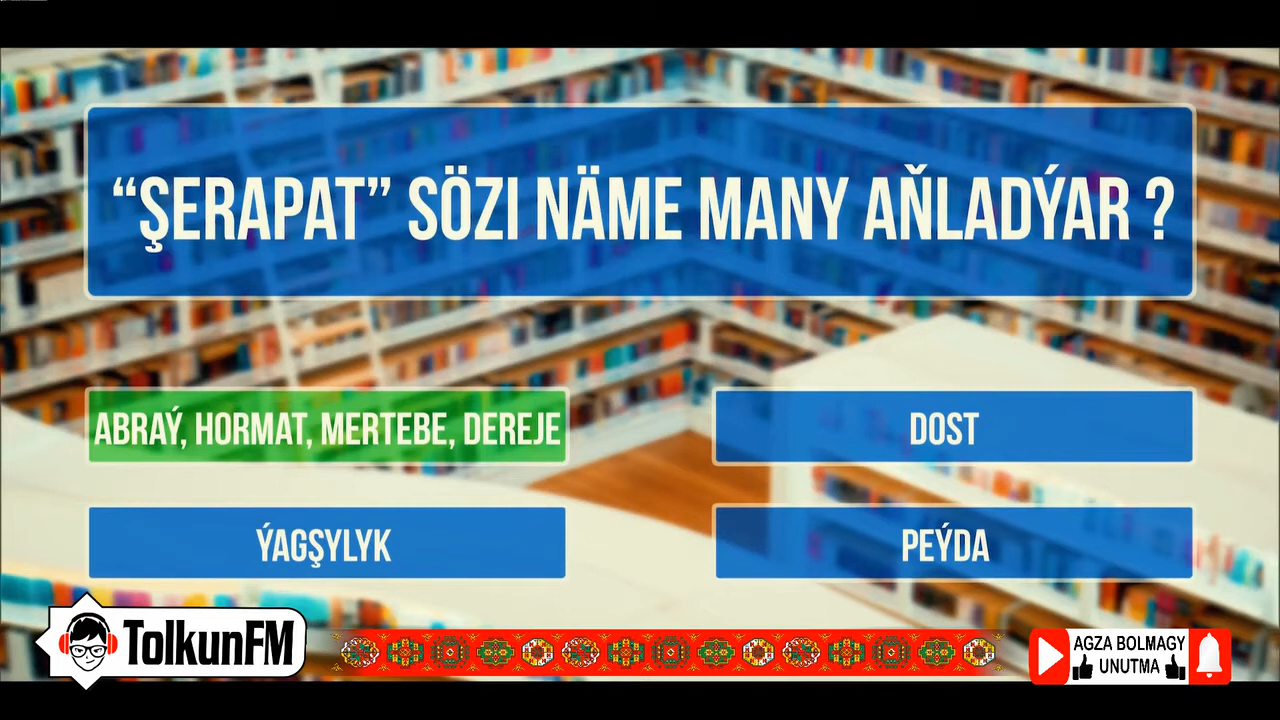 “ŞERAPAT” SÖZI NÄME MANY AŇLADÝAR ?
ABRAÝ, HORMAT, MERTEBE, DEREJE
DOST
ÝAGŞYLYK
PEÝDA
TolkunFM
AGZA BOLMAGY
UNUTMA